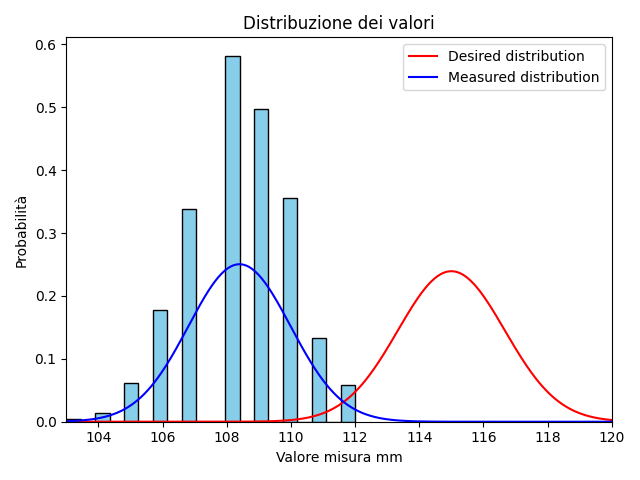 Distribuzione dei valori
Desired distribution
Measured distribution
Probabilità
0.6
0.5
0.4
0.3
0.2
0.1
0.0
104 106 108 110 112 114 116 118 120
Valore misura mm